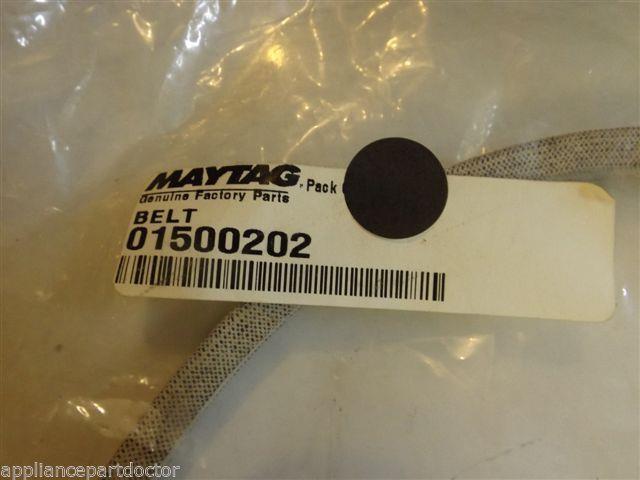 MAYTAG
Pack
Genuine Factory Parts
BELT
01500202
appliancepartdoctor